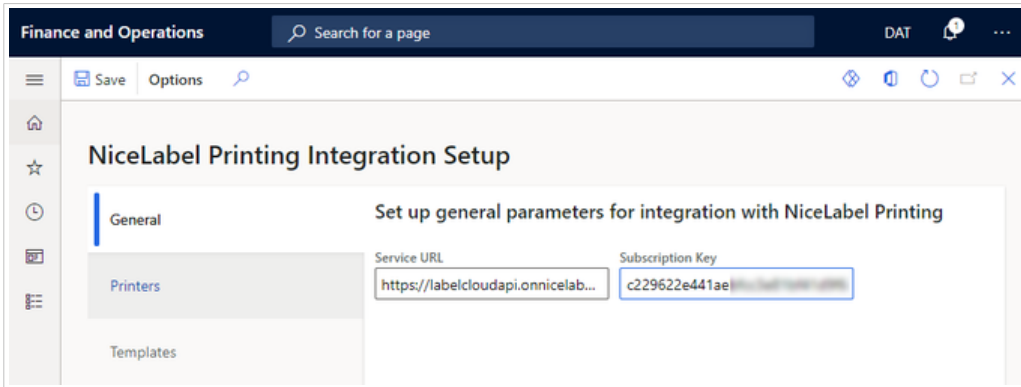 Finance and Operations
Search for a page
DAT
1
Save
Options
NiceLabel Printing Integration Setup
General
Set up general parameters for integration with NiceLabel Printing
Service URL
Subscription Key
https://labelcloudapi.onnicelab...
c229622e441ae
Printers
Templates